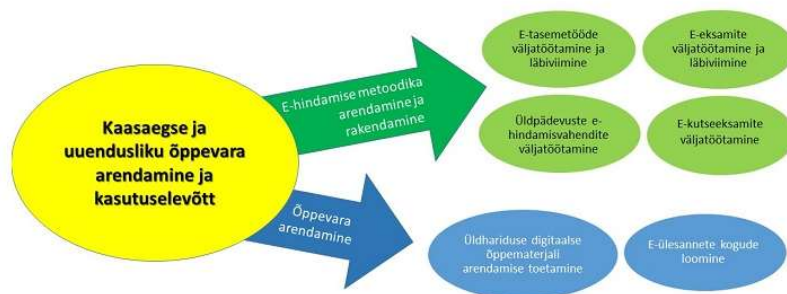 Kaasaegse ja
uuendusliku õppevara
arendamine ja
kasutuselevõtt
E-hindamise metoodika
arendamine ja
rakendamine
E-tasemetööde
väljatöötamine ja
läbiviimine
E-eksamite
väljatöötamine ja
läbiviimine
Üldpädevuste e-
hindamisvahendite
väljatöötamine
E-kutseeksamite
väljatöötamine
Õppevara
arendamine
Üldhariduse digitaalse
õppematerjali
arendamise toetamine
E-ülesannete kogude
loomine